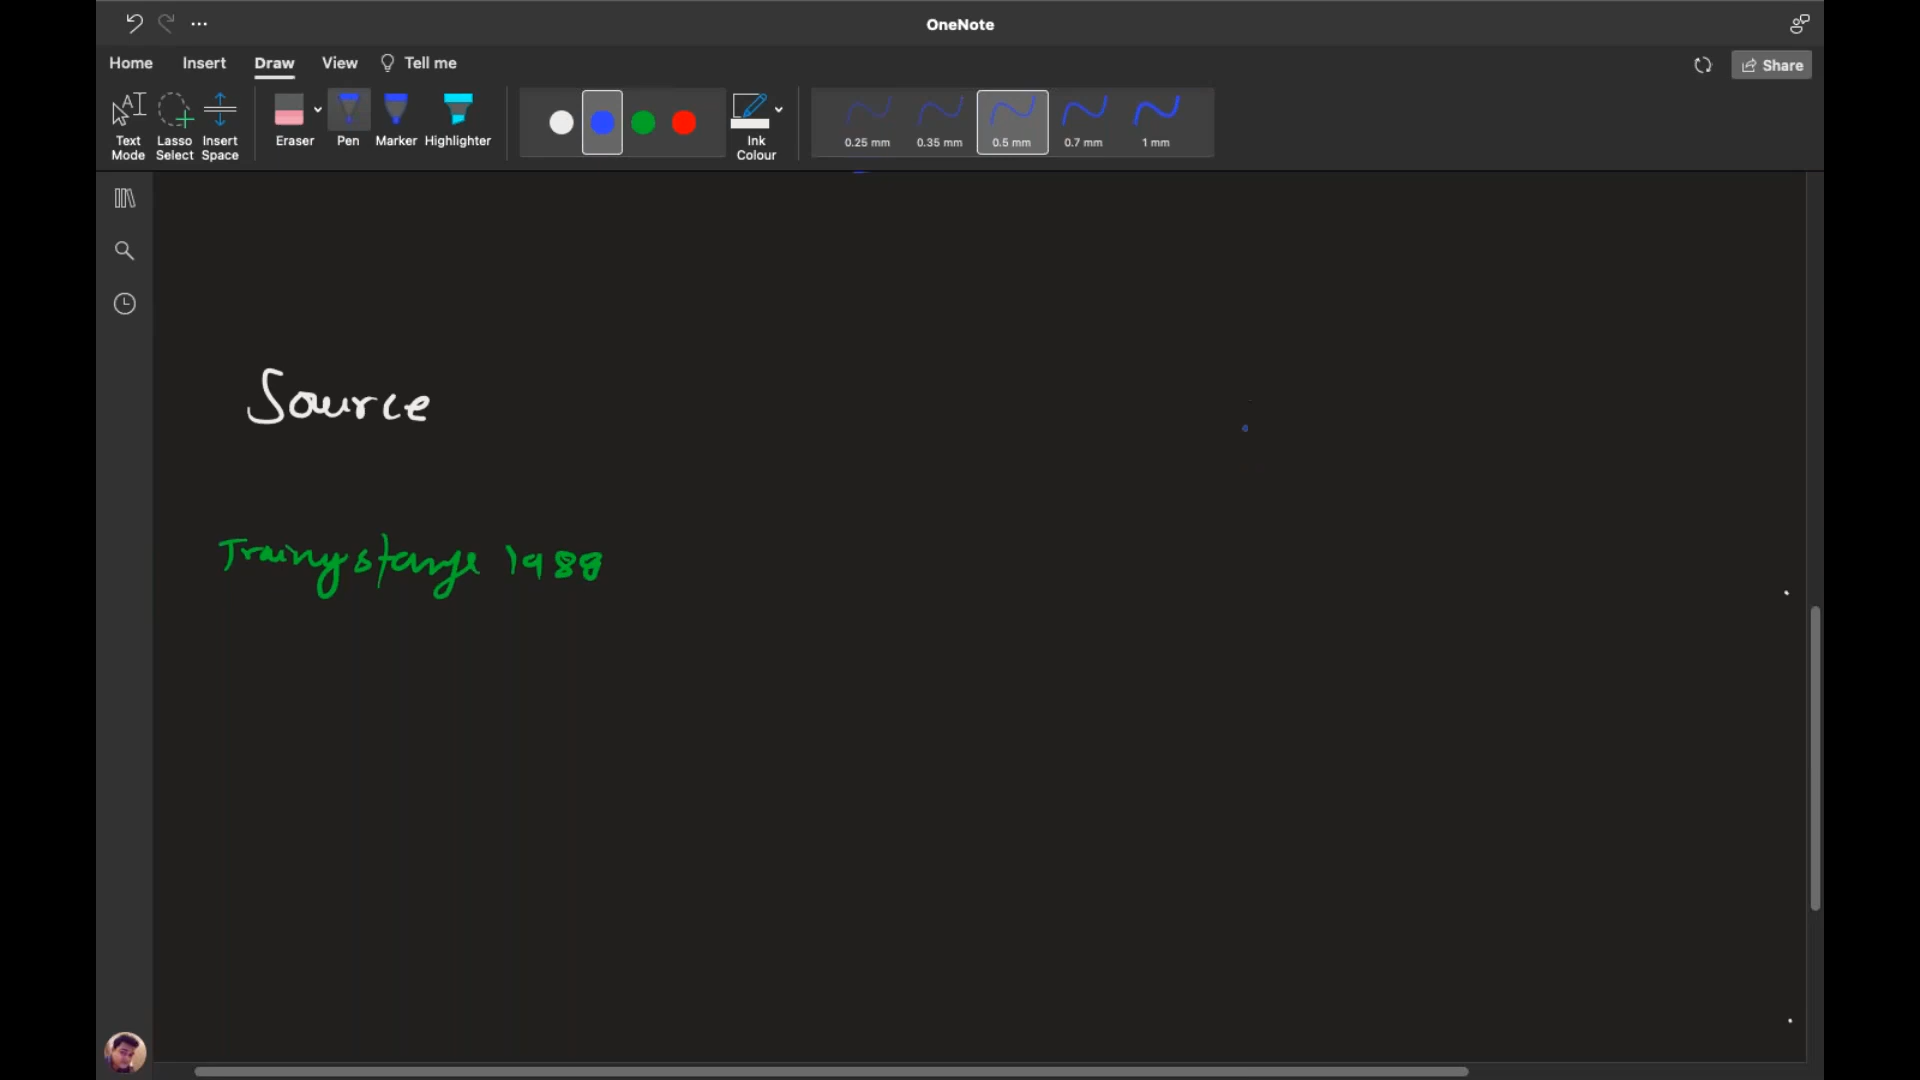 OneNote
Home Insert Draw View Tell me
Share
Text Mode
Lasso Select
Insert Space
Eraser
Pen
Marker
Highlighter
Ink Colour
0.25 mm
0.35 mm
0.5 mm
0.7 mm
1 mm
Source
1988